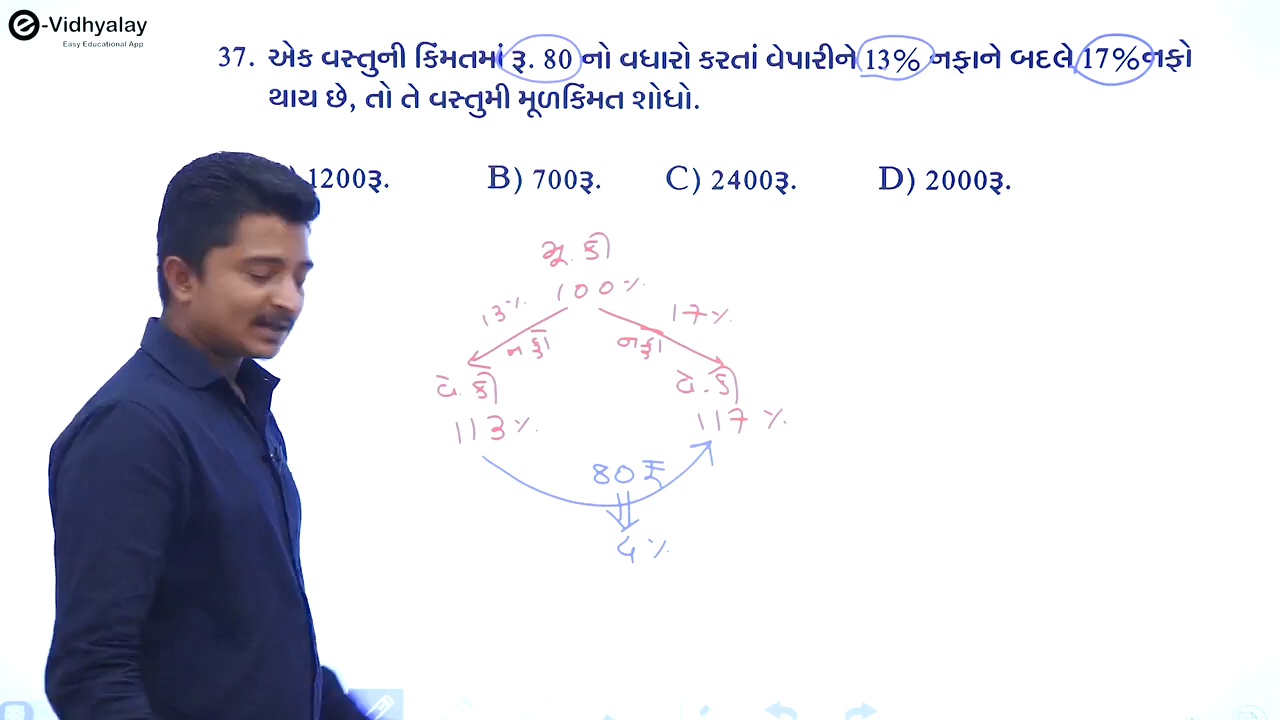 e-Vidhyalay
Easy Educational App
37. એક વસ્તુની કિંમતમાં રૂ. 80 નો વધારો કરતાં વેપારીને 13% નફાને બદલે 17% નફો
થાય છે, તો તે વસ્તુમી મૂળકિંમત શોધો.
) 1200રૂ. B) 700રૂ. C) 2400રૂ. D) 2000રૂ.
મૂ. કી
100%
13% 17%
નફો નફો
વે. કી વે. કી
113% 117%
80 ₹
4%